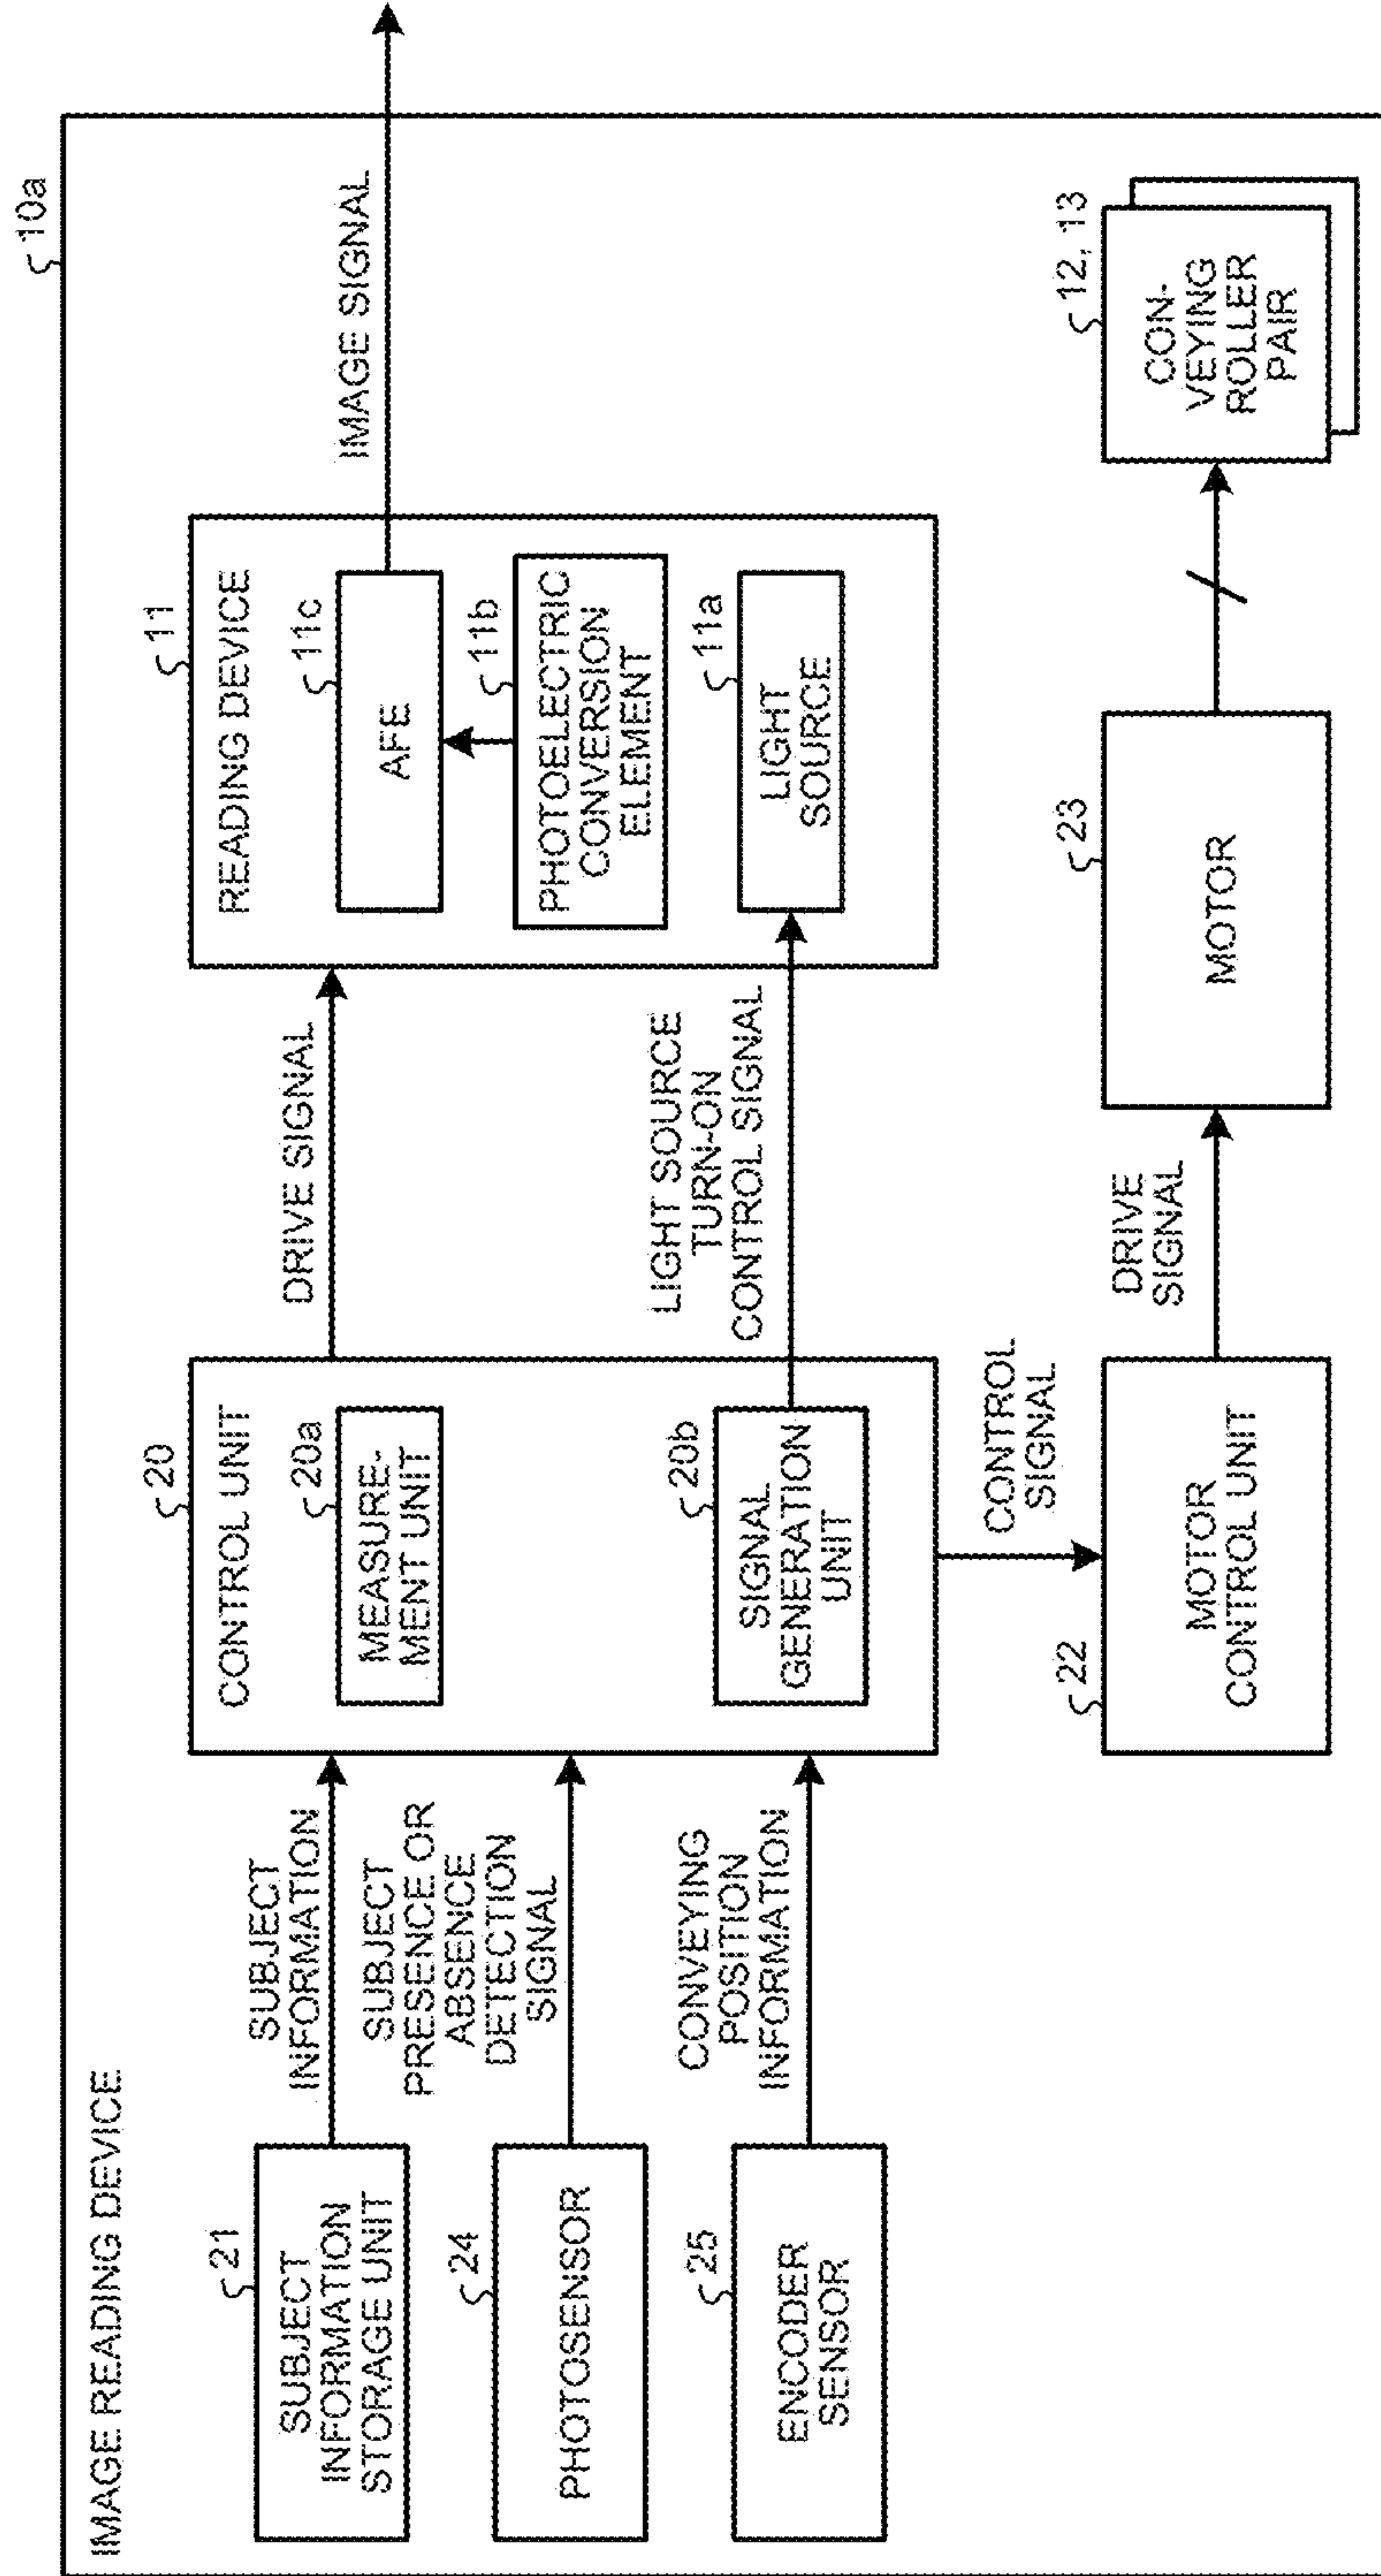 IMAGE READING DEVICE
10a
21
SUBJECT
INFORMATION
STORAGE UNIT
24
PHOTOSENSOR
25
ENCODER
SENSOR
SUBJECT
INFORMATION
SUBJECT
PRESENCE OR
ABSENCE
DETECTION
SIGNAL
CONVEYING
POSITION
INFORMATION
20
CONTROL UNIT
20a
MEASURE-
MENT UNIT
20b
SIGNAL
GENERATION
UNIT
CONTROL
SIGNAL
22
MOTOR
CONTROL UNIT
DRIVE SIGNAL
LIGHT SOURCE
TURN-ON
CONTROL SIGNAL
DRIVE
SIGNAL
11
READING DEVICE
11c
AFE
11b
PHOTOELECTRIC
CONVERSION
ELEMENT
11a
LIGHT
SOURCE
23
MOTOR
IMAGE SIGNAL
12, 13
CON-
VEYING
ROLLER
PAIR